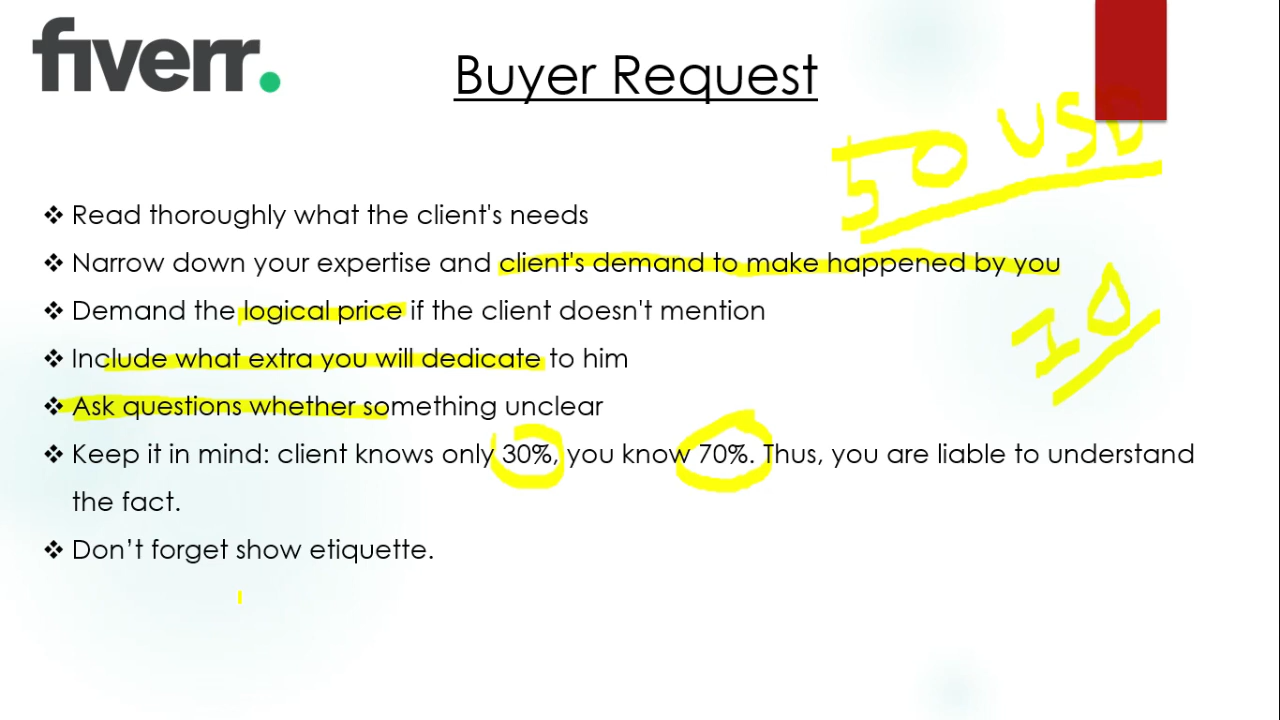 fiverr.
Buyer Request
50 USD
❖ Read thoroughly what the client's needs
❖ Narrow down your expertise and client's demand to make happened by you
❖ Demand the logical price if the client doesn't mention
10
❖ Include what extra you will dedicate to him
❖ Ask questions whether something unclear
❖ Keep it in mind: client knows only 30%, you know 70%. Thus, you are liable to understand
the fact.
❖ Don’t forget show etiquette.